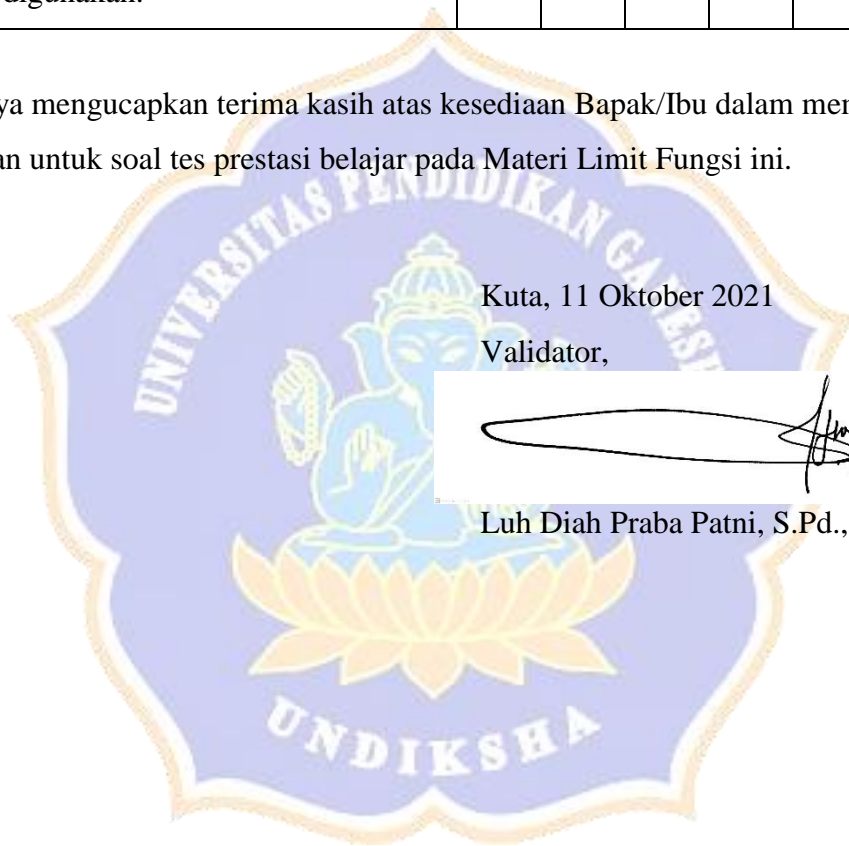 digunakan.
ya mengucapkan terima kasih atas kesediaan Bapak/Ibu dalam mem
an untuk soal tes prestasi belajar pada Materi Limit Fungsi ini.
UNIVERSITAS PENDIDIKAN GANESHA
Kuta, 11 Oktober 2021
Validator,
Luh Diah Praba Patni, S.Pd.,
UNDIKSHA